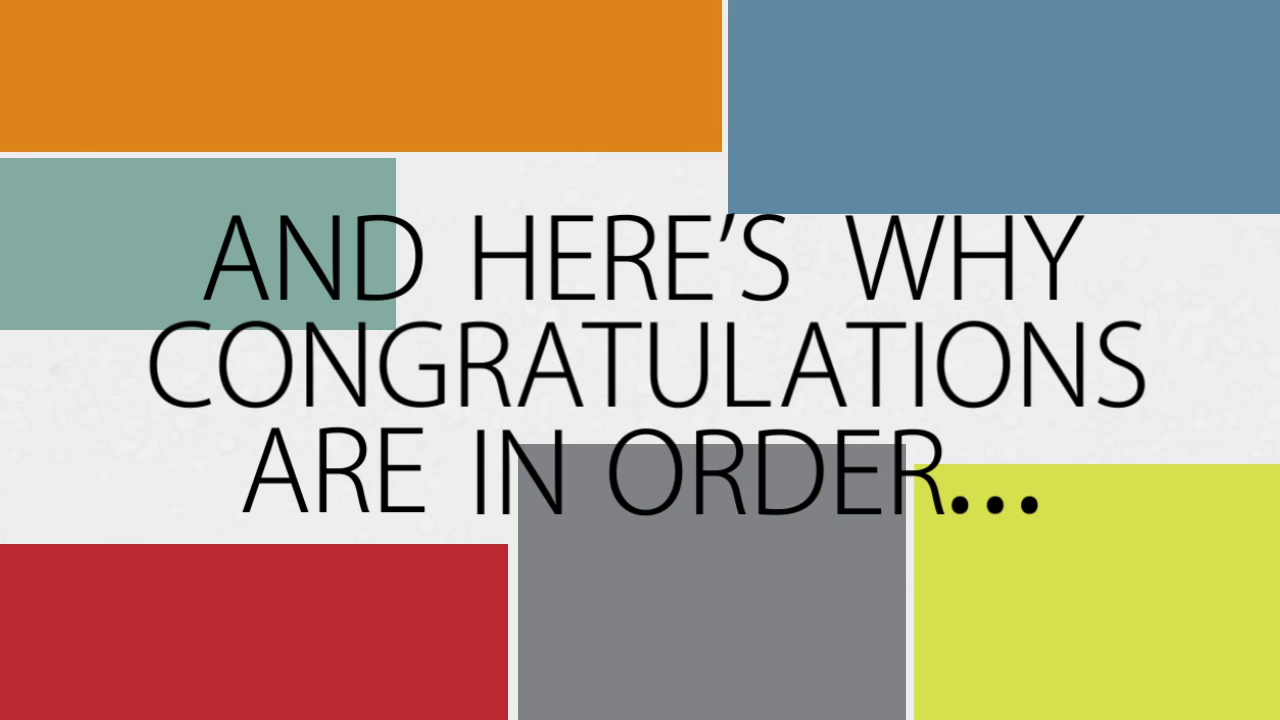 AND HERE’S WHY
CONGRATULATIONS
ARE IN ORDER...